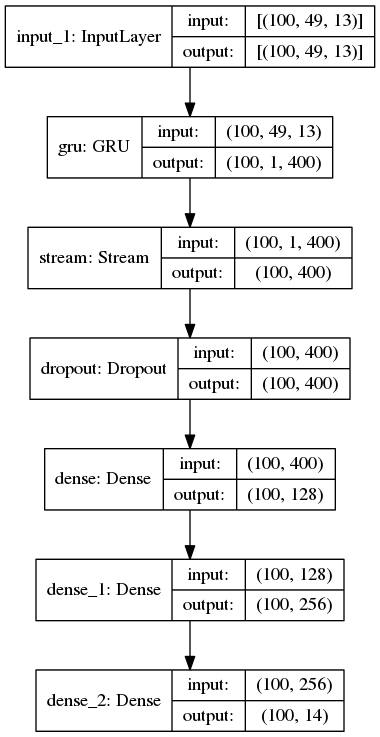 input_1: InputLayer
input: [(100, 49, 13)]
output: [(100, 49, 13)]
gru: GRU
input: (100, 49, 13)
output: (100, 1, 400)
stream: Stream
input: (100, 1, 400)
output: (100, 400)
dropout: Dropout
input: (100, 400)
output: (100, 400)
dense: Dense
input: (100, 400)
output: (100, 128)
dense_1: Dense
input: (100, 128)
output: (100, 256)
dense_2: Dense
input: (100, 256)
output: (100, 14)